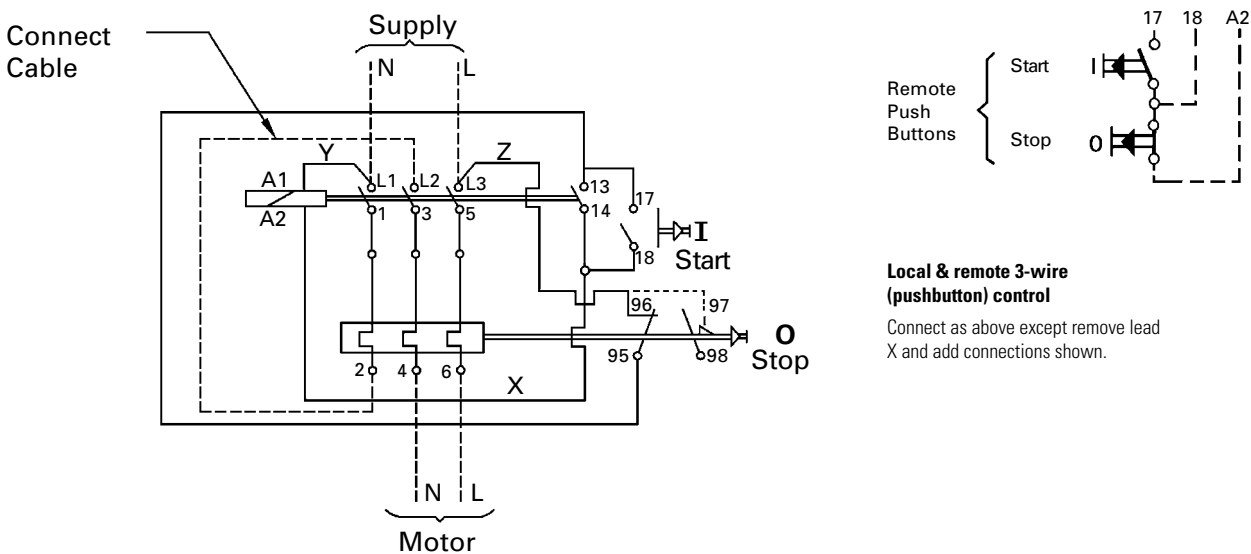 Connect
Cable
Supply
N L
Y Z
A1 L1 L2 L3 13
A2 1 3 5 14 17
I
18 Start
96 97
95 98 O
Stop
2 4 6
X
N L
Motor
17 18 A2
Remote
Push
Buttons
Start I
Stop O
Local & remote 3-wire
(pushbutton) control
Connect as above except remove lead
X and add connections shown.